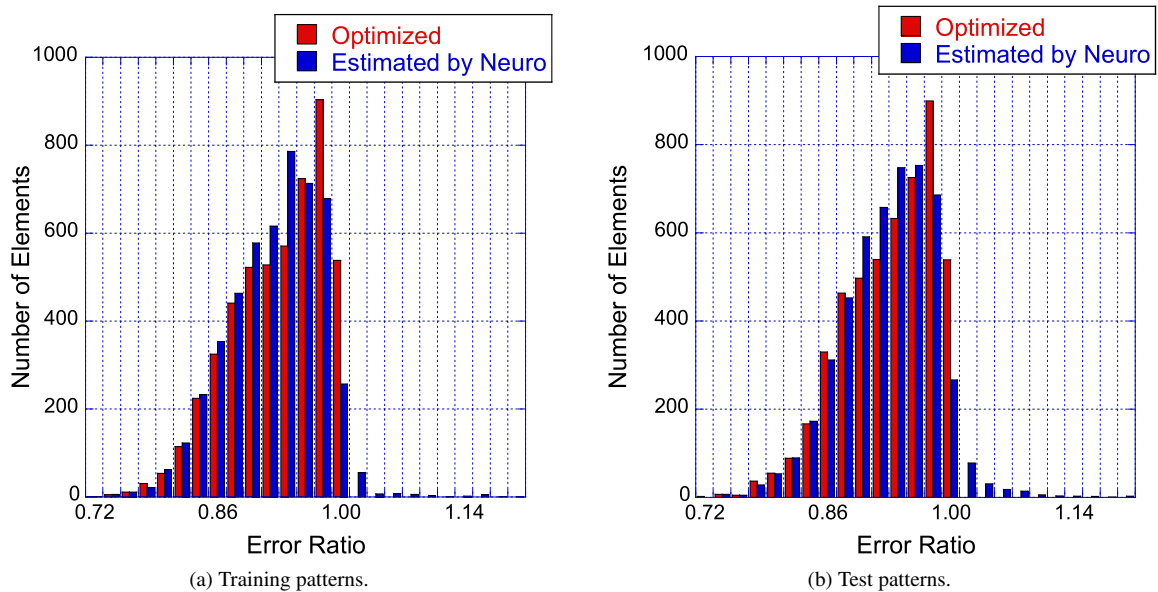 Optimized
Estimated by Neuro
1000
800
600
400
200
0
Number of Elements
0.72 0.86 1.00 1.14
Error Ratio
(a) Training patterns.
Optimized
Estimated by Neuro
1000
800
600
400
200
0
Number of Elements
0.72 0.86 1.00 1.14
Error Ratio
(b) Test patterns.